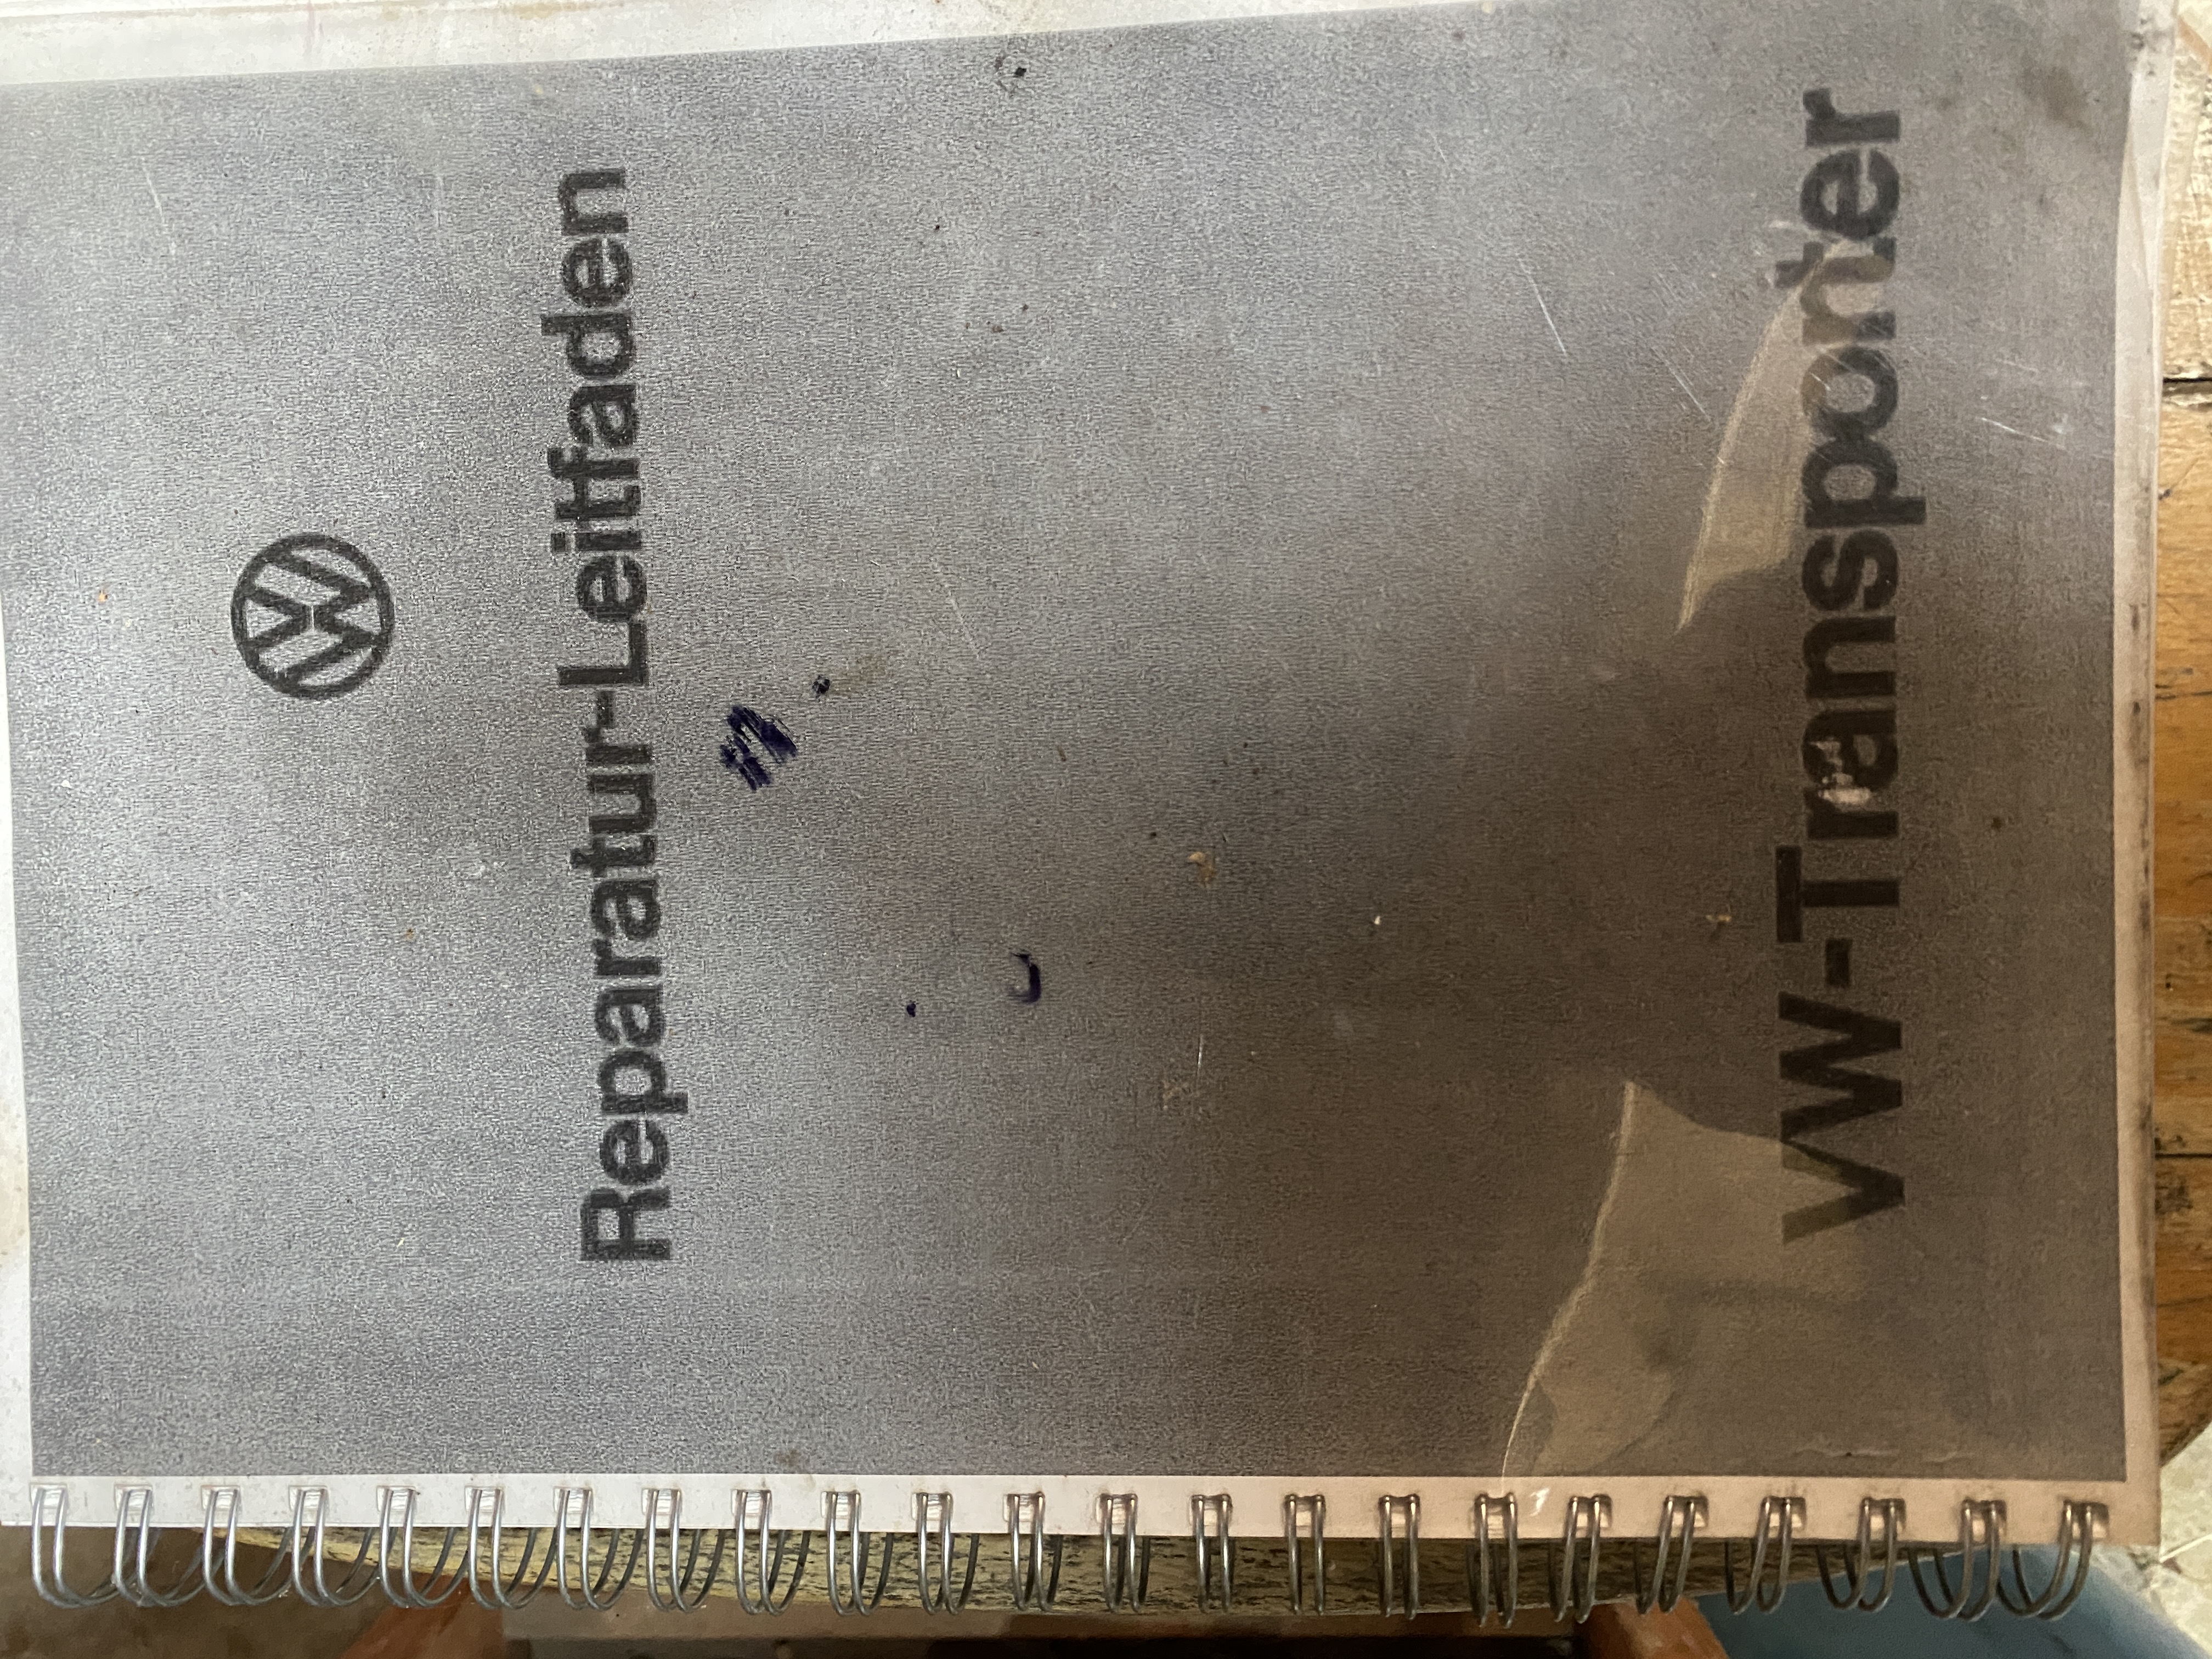 Reparatur-Leitfaden
VW-Transporter